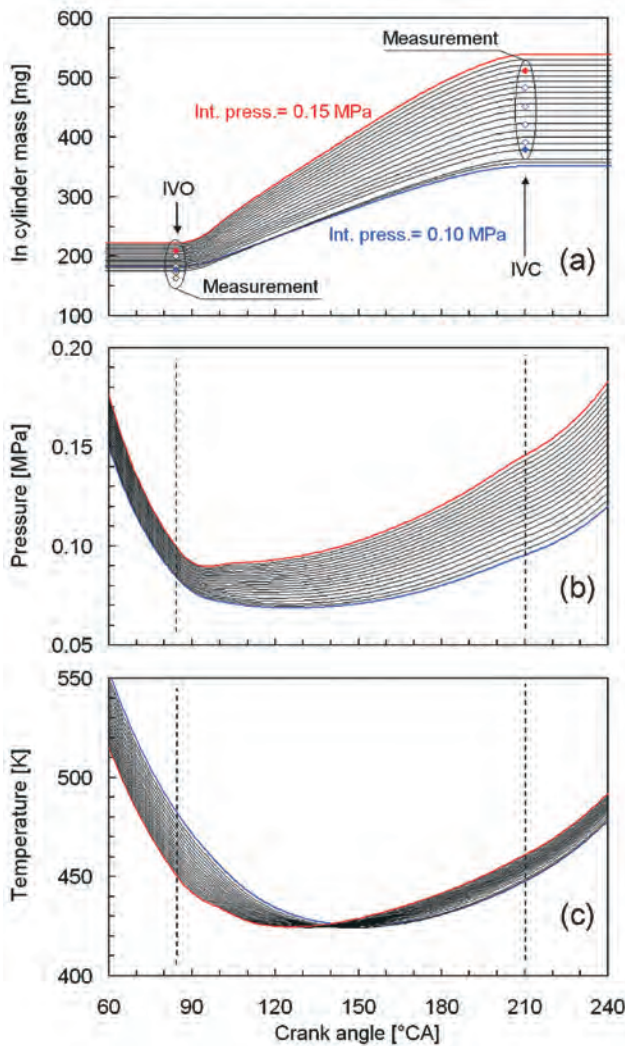 600
500
400
300
200
100
In cylinder mass [mg]
Measurement
Int. press.= 0.15 MPa
IVO
Int. press.= 0.10 MPa
(a)
IVC
Measurement
0.20
0.15
0.10
0.05
Pressure [MPa]
(b)
550
500
450
400
Temperature [K]
(c)
60 90 120 150 180 210 240
Crank angle [°CA]